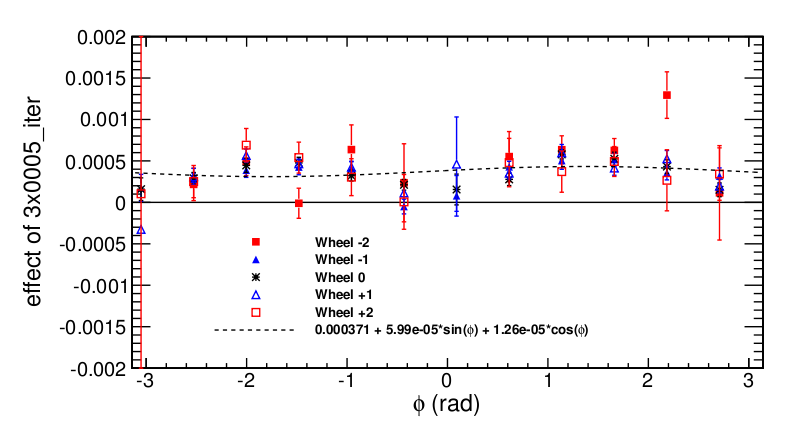 0.002
0.0015
0.001
0.0005
0
-0.0005
-0.001
-0.0015
-0.002
effect of 3x0005_iter
Wheel -2
Wheel -1
Wheel 0
Wheel +1
Wheel +2
0.000371 + 5.99e-05*sin(ϕ) + 1.26e-05*cos(ϕ)
-3 -2 -1 0 1 2 3
ϕ (rad)